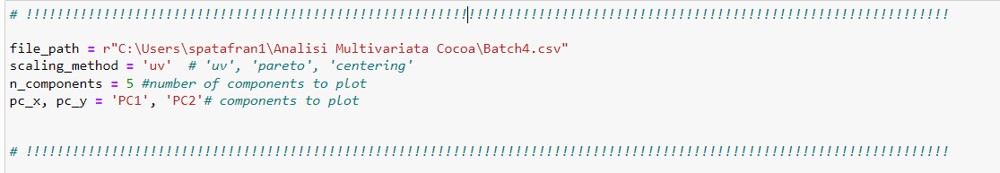 # !!!!!!!!!!!!!!!!!!!!!!!!!!!!!!!!!!!!!!!!!!!!!!!!!!!!!!!!!!!!!!!!!!!!!!!!!!!!!!!!!!!!!!!!!!!!!!!!!!!!!!!!!!!!!!!!!!!!!!!!
file_path = r"C:\Users\spatafran1\Analisi Multivariata Cocoa\Batch4.csv"
scaling_method = 'uv'  # 'uv', 'pareto', 'centering'
n_components = 5 #number of components to plot
pc_x, pc_y = 'PC1', 'PC2'# components to plot
# !!!!!!!!!!!!!!!!!!!!!!!!!!!!!!!!!!!!!!!!!!!!!!!!!!!!!!!!!!!!!!!!!!!!!!!!!!!!!!!!!!!!!!!!!!!!!!!!!!!!!!!!!!!!!!!!!!!!!!!!